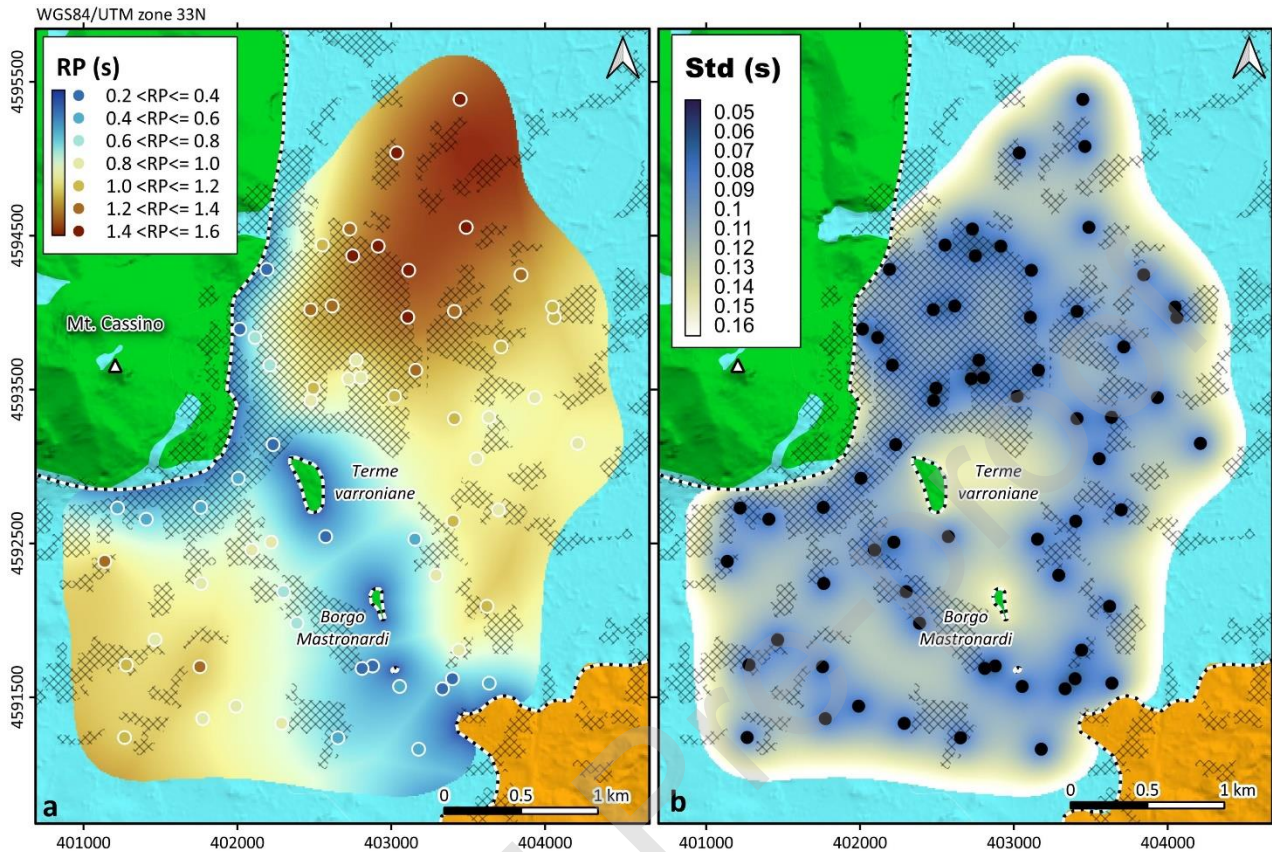 WGS84/UTM zone 33N
RP (s)
0.2 <RP<= 0.4
0.4 <RP<= 0.6
0.6 <RP<= 0.8
0.8 <RP<= 1.0
1.0 <RP<= 1.2
1.2 <RP<= 1.4
1.4 <RP<= 1.6
4595500
4594500
4593500
4592500
4591500
Mt. Cassino
Terme
varroniane
Borgo
Mastronardi
a
0 0.5 1 km
401000 402000 403000 404000
Std (s)
0.05
0.06
0.07
0.08
0.09
0.1
0.11
0.12
0.13
0.14
0.15
0.16
Mt. Cassino
Terme
varroniane
Borgo
Mastronardi
b
0 0.5 1 km
401000 402000 403000 404000